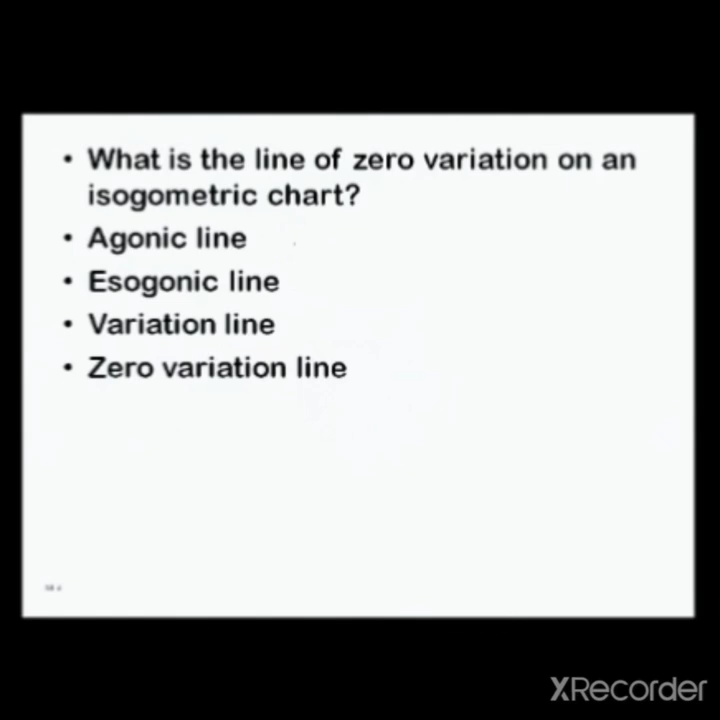 • What is the line of zero variation on an
isogometric chart?
• Agonic line
• Esogonic line
• Variation line
• Zero variation line
XRecorder